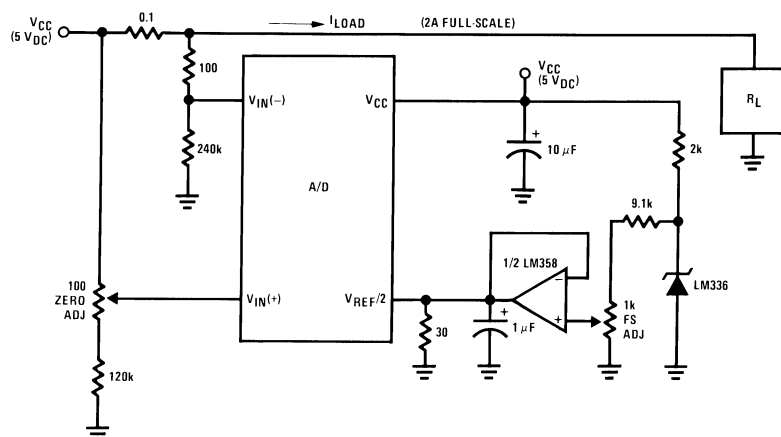 0.1
I LOAD
(2A FULL-SCALE)
VCC
(5 VDC)
100
VCC
(5 VDC)
VIN(–)
VCC
RL
240k
+
10 μF
2k
A/D
9.1k
1/2 LM358
–
LM336
100
ZERO
ADJ
VIN(+)
VREF/2
+
1k
FS
ADJ
30
+
1 μF
120k